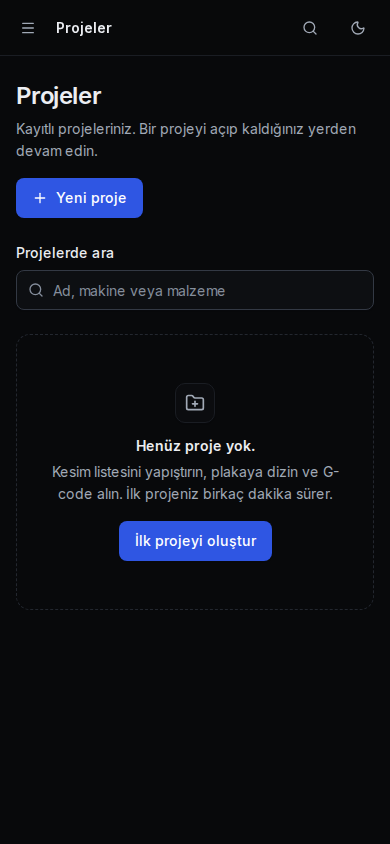 Projeler
Projeler
Kayıtlı projeleriniz. Bir projeyi açıp kaldığınız yerden
devam edin.
Yeni proje
Projelerde ara
Ad, makine veya malzeme
Henüz proje yok.
Kesim listesini yapıştırın, plakaya dizin ve G-
code alın. İlk projeniz birkaç dakika sürer.
İlk projeyi oluştur